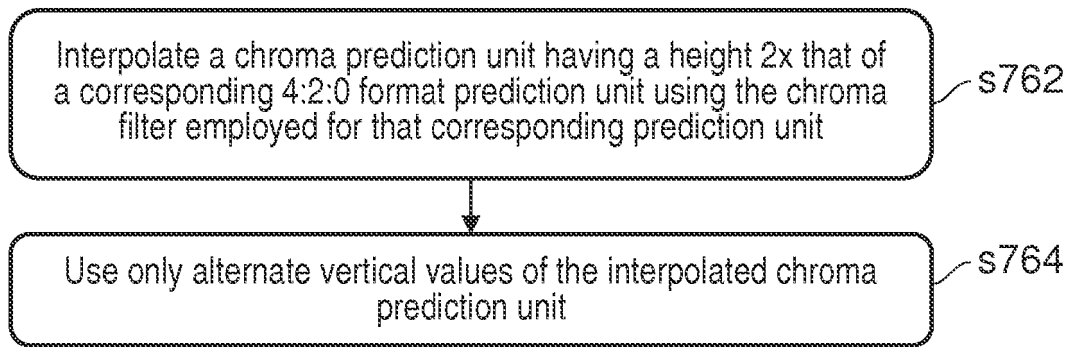 Interpolate a chroma prediction unit having a height 2x that of
a corresponding 4:2:0 format prediction unit using the chroma
filter employed for that corresponding prediction unit
s762
Use only alternate vertical values of the interpolated chroma
prediction unit
s764